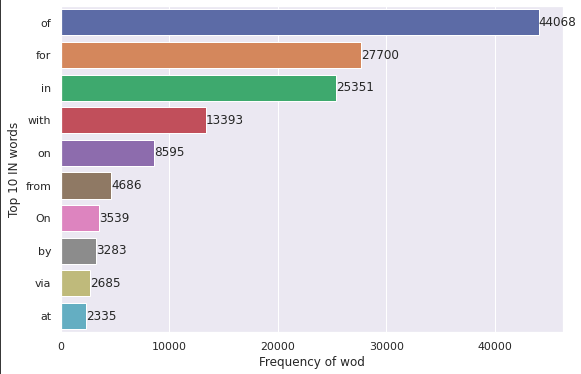 of 44068
for 27700
in 25351
with 13393
on 8595
from 4686
On 3539
by 3283
via 2685
at 2335
Top 10 IN words
0 10000 20000 30000 40000
Frequency of wod